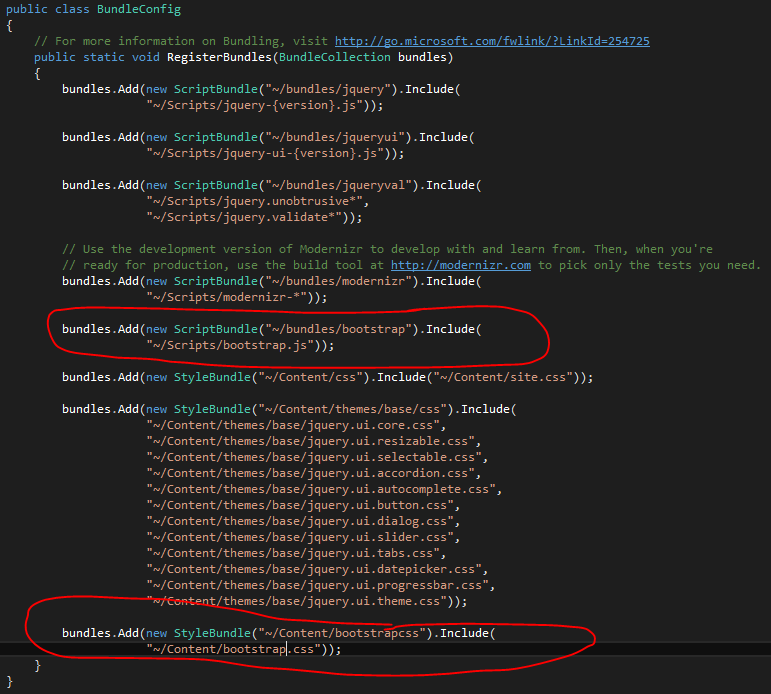 public class BundleConfig
{
// For more information on Bundling, visit http://go.microsoft.com/fwlink/?LinkId=254725
public static void RegisterBundles(BundleCollection bundles)
{
bundles.Add(new ScriptBundle("~/bundles/jquery").Include(
"~/Scripts/jquery-{version}.js"));
bundles.Add(new ScriptBundle("~/bundles/jqueryui").Include(
"~/Scripts/jquery-ui-{version}.js"));
bundles.Add(new ScriptBundle("~/bundles/jqueryval").Include(
"~/Scripts/jquery.unobtrusive*",
"~/Scripts/jquery.validate*"));
// Use the development version of Modernizr to develop with and learn from. Then, when you're
// ready for production, use the build tool at http://modernizr.com to pick only the tests you need.
bundles.Add(new ScriptBundle("~/bundles/modernizr").Include(
"~/Scripts/modernizr-*"));
bundles.Add(new ScriptBundle("~/bundles/bootstrap").Include(
"~/Scripts/bootstrap.js"));
bundles.Add(new StyleBundle("~/Content/css").Include("~/Content/site.css"));
bundles.Add(new StyleBundle("~/Content/themes/base/css").Include(
"~/Content/themes/base/jquery.ui.core.css",
"~/Content/themes/base/jquery.ui.resizable.css",
"~/Content/themes/base/jquery.ui.selectable.css",
"~/Content/themes/base/jquery.ui.accordion.css",
"~/Content/themes/base/jquery.ui.autocomplete.css",
"~/Content/themes/base/jquery.ui.button.css",
"~/Content/themes/base/jquery.ui.dialog.css",
"~/Content/themes/base/jquery.ui.slider.css",
"~/Content/themes/base/jquery.ui.tabs.css",
"~/Content/themes/base/jquery.ui.datepicker.css",
"~/Content/themes/base/jquery.ui.progressbar.css",
"~/Content/themes/base/jquery.ui.theme.css"));
bundles.Add(new StyleBundle("~/Content/bootstrapcss").Include(
"~/Content/bootstrap.css"));
}
}